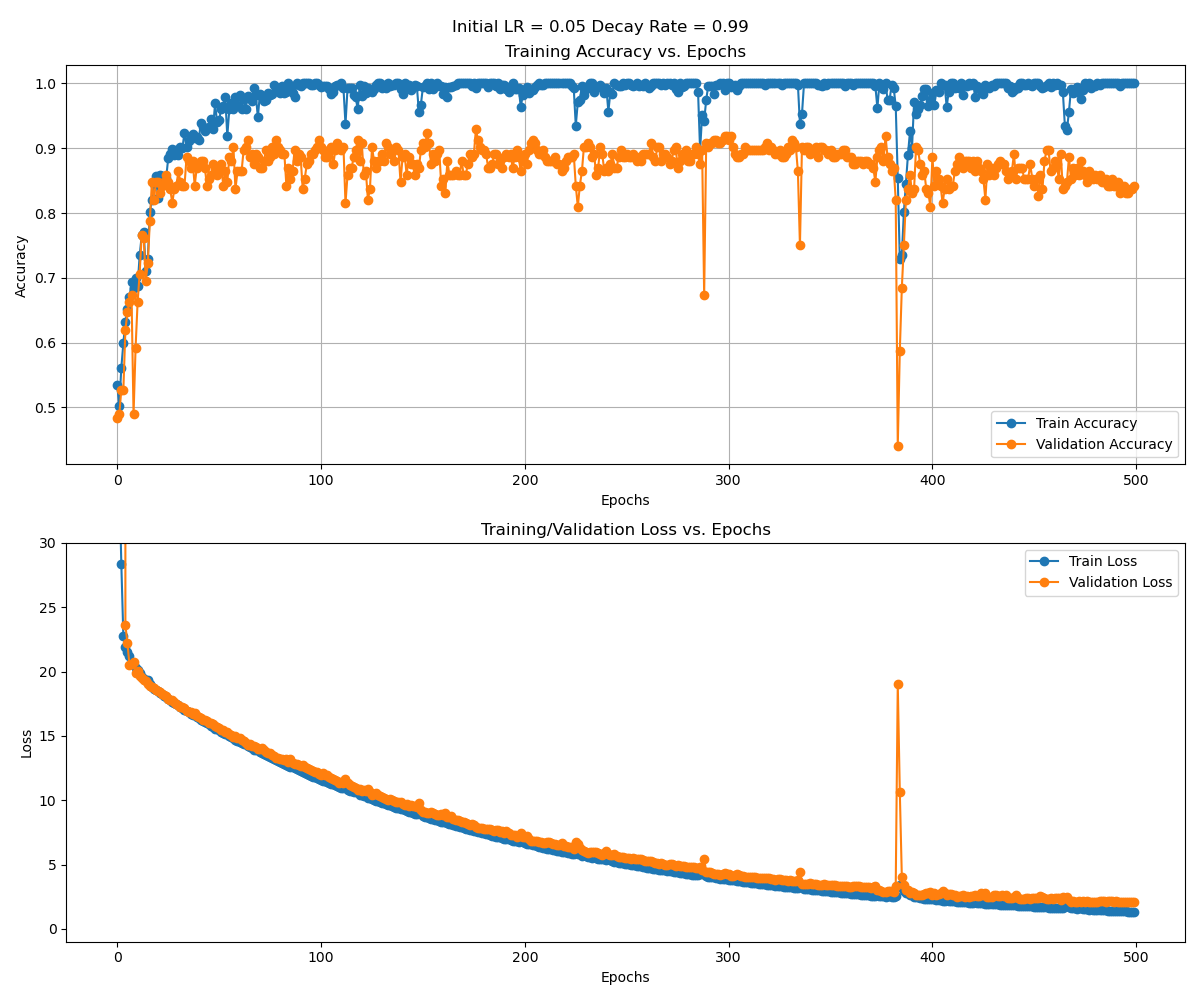 Initial LR = 0.05 Decay Rate = 0.99
Training Accuracy vs. Epochs
1.0
0.9
0.8
0.7
0.6
0.5
Accuracy
Train Accuracy
Validation Accuracy
0 100 200 300 400 500
Epochs
Training/Validation Loss vs. Epochs
30
25
20
15
10
5
0
Loss
Train Loss
Validation Loss
0 100 200 300 400 500
Epochs